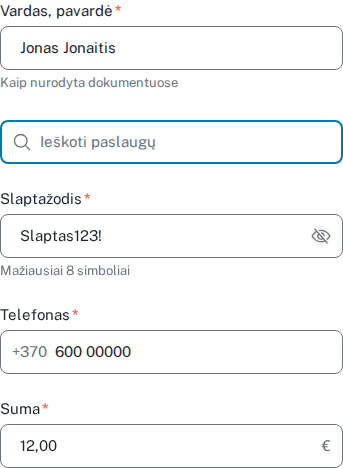 Vardas, pavardė *
Jonas Jonaitis
Kaip nurodyta dokumentuose
Ieškoti paslaugų
Slaptažodis *
Slaptas123!
Mažiausiai 8 simboliai
Telefonas *
+370 600 00000
Suma *
12,00 €